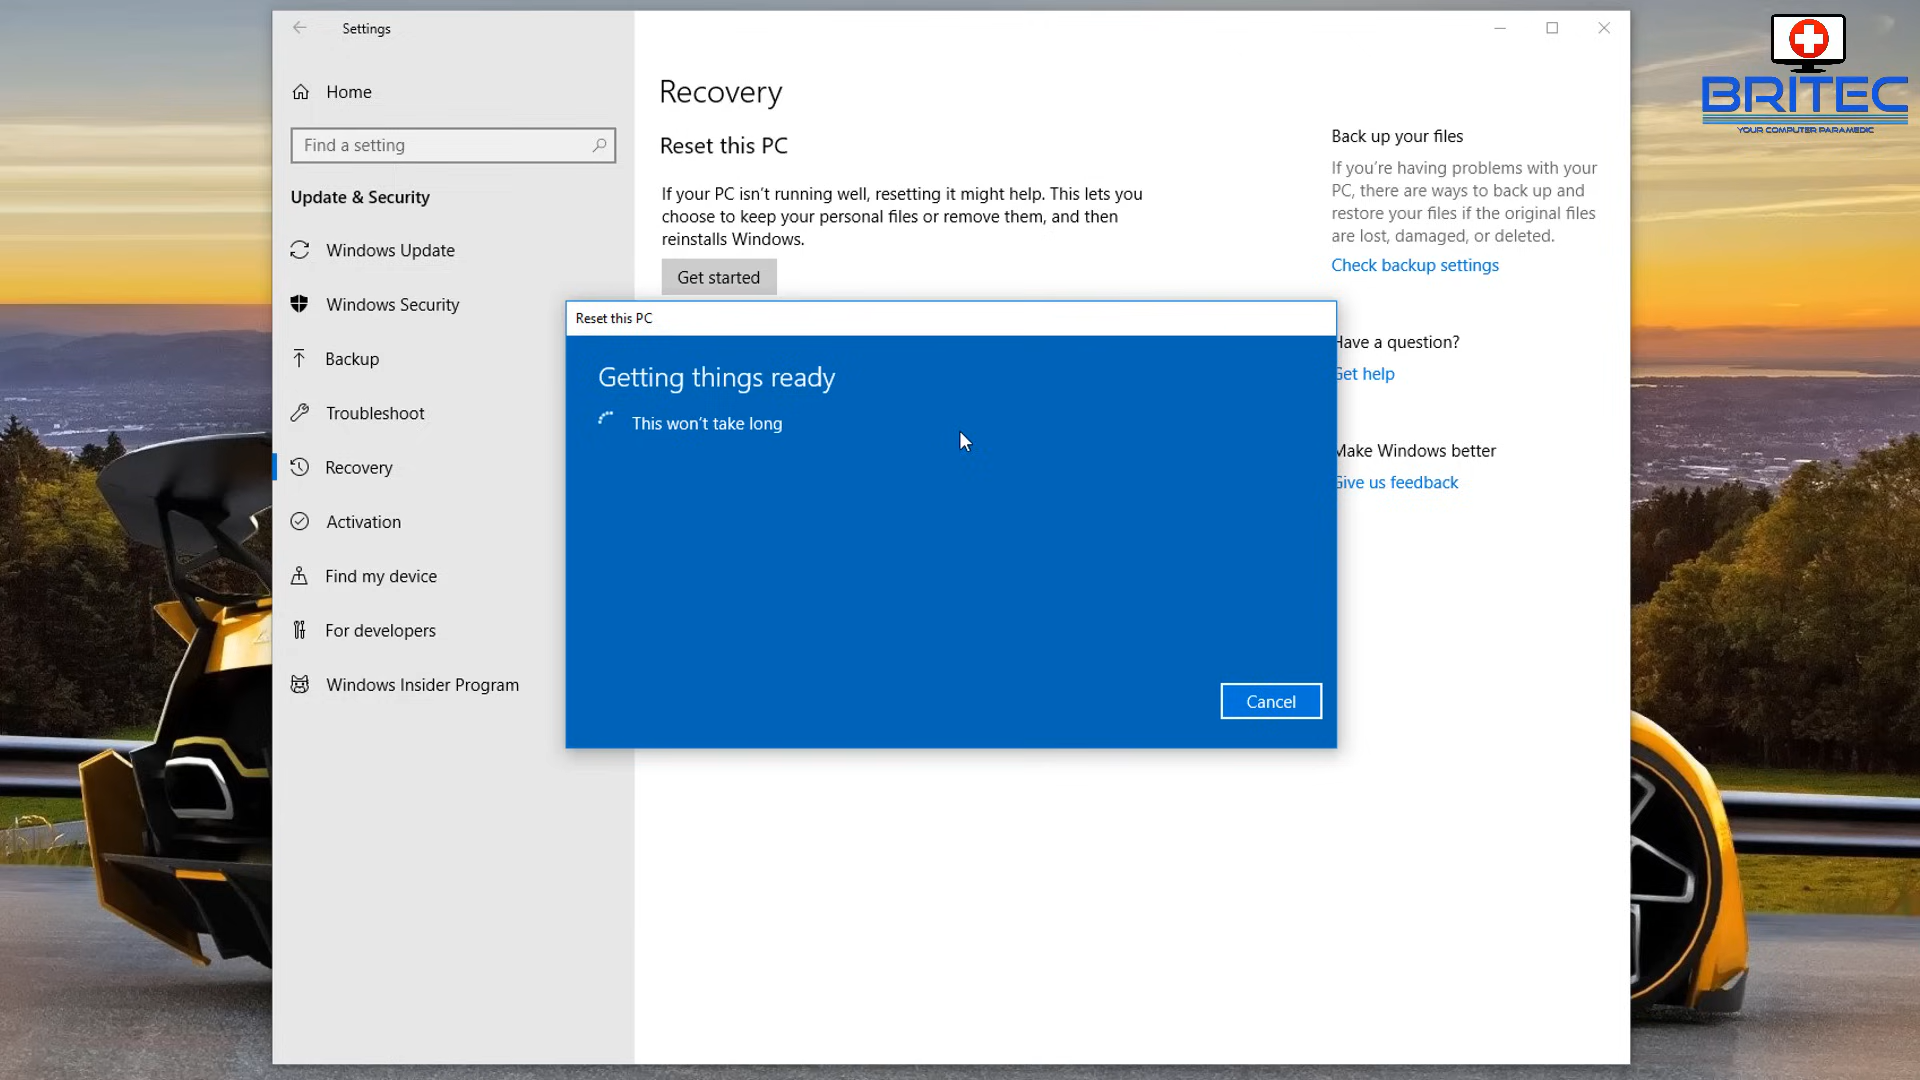 Settings
Home
Find a setting
Update & Security
Windows Update
Windows Security
Backup
Troubleshoot
Recovery
Activation
Find my device
For developers
Windows Insider Program
Recovery
Reset this PC
If your PC isn't running well, resetting it might help. This lets you
choose to keep your personal files or remove them, and then
reinstalls Windows.
Get started
Reset this PC
Getting things ready
This won't take long
Cancel
Back up your files
If you're having problems with your
PC, there are ways to back up and
restore your files if the original files
are lost, damaged, or deleted.
Check backup settings
Have a question?
Get help
Make Windows better
Give us feedback
BRITEC
YOUR COMPUTER PARAMEDIC